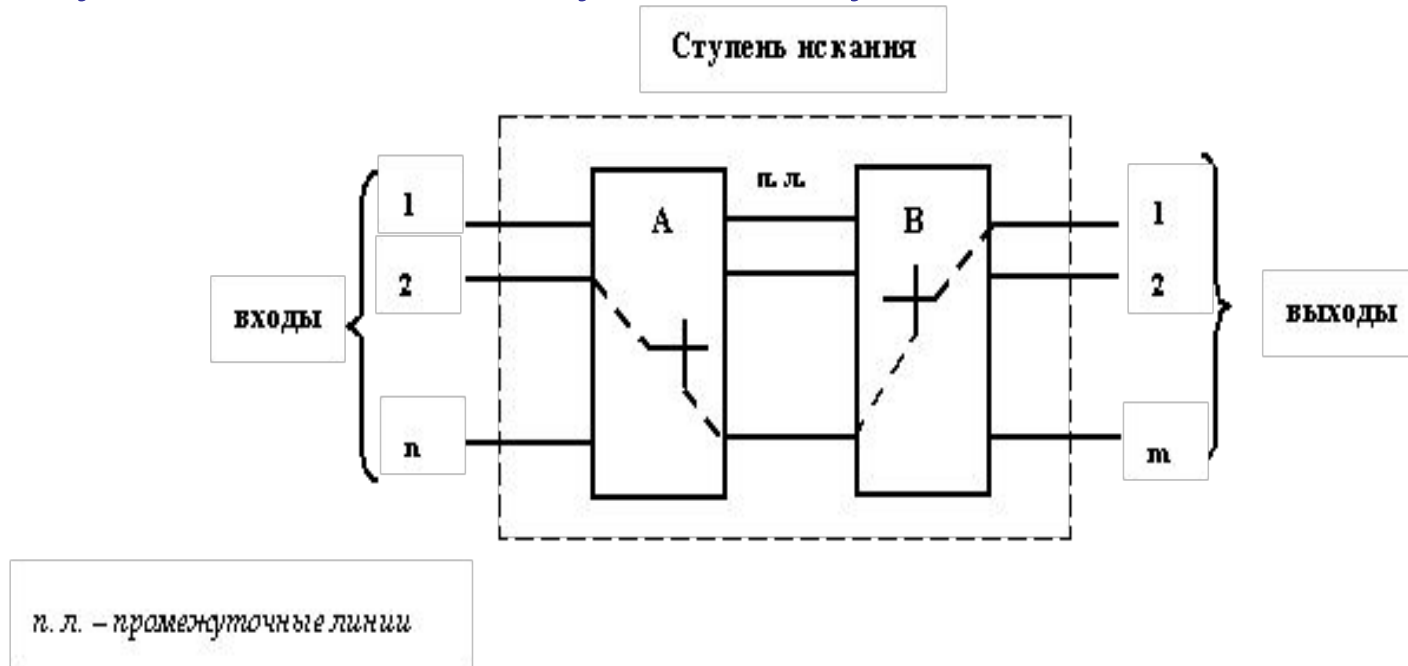 Ступень искания
п. л.
1
A
B
1
2
2
входы
выходы
n
m
п. л. – промежуточные линии